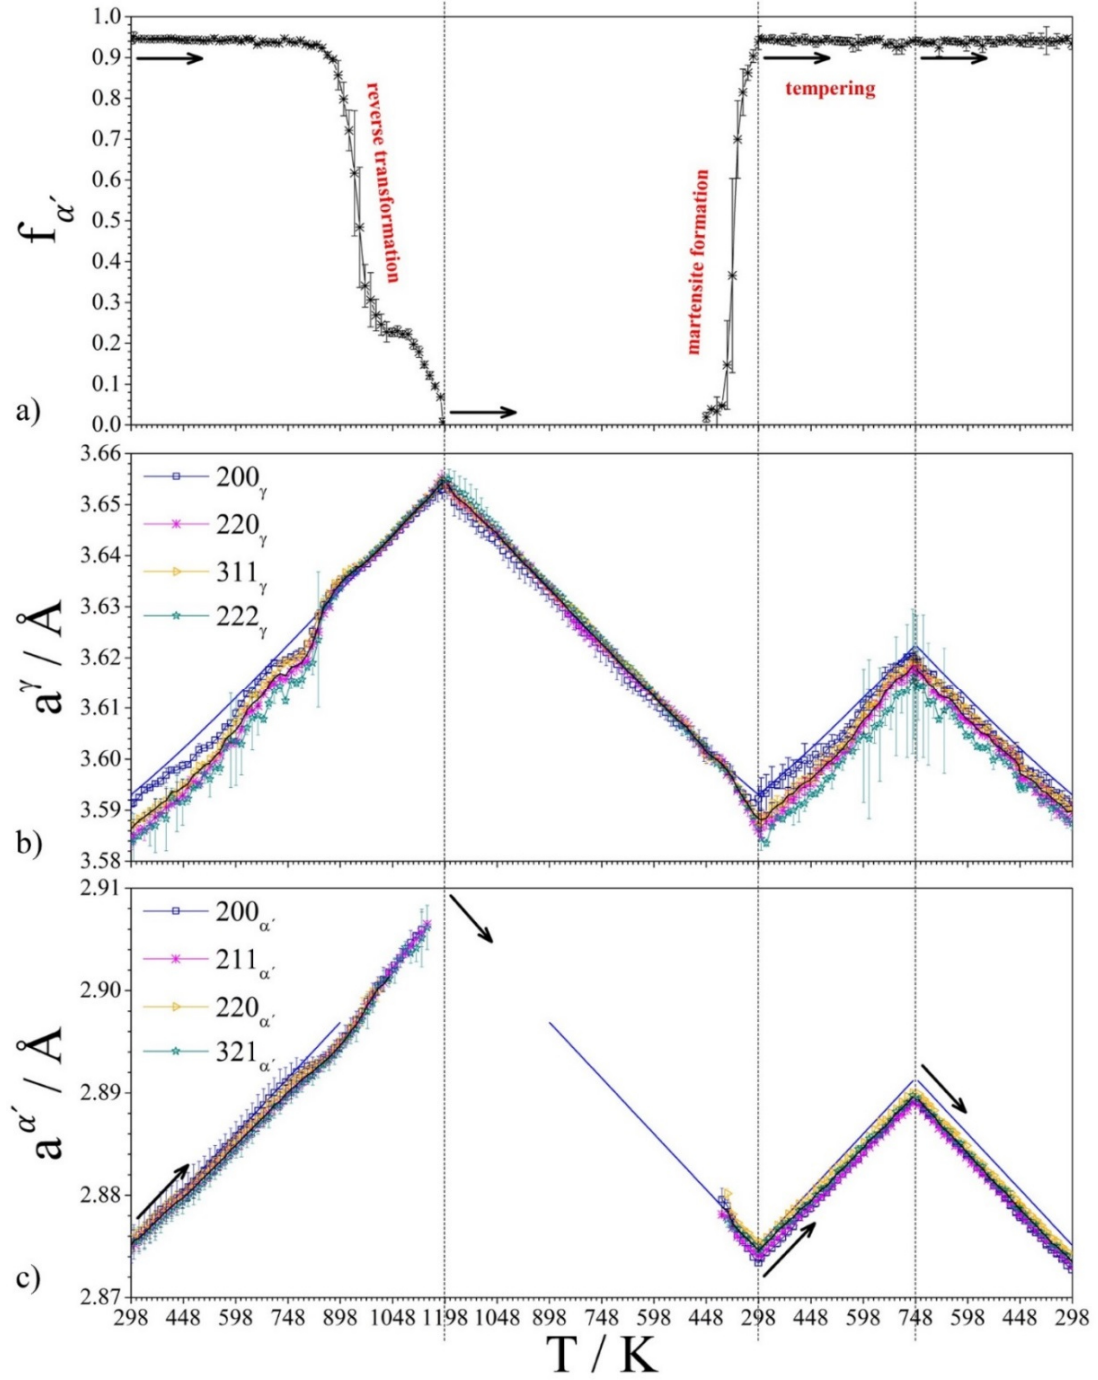 1.0
0.9
0.8
0.7
0.6
0.5
0.4
0.3
0.2
0.1
0.0
f α´
a)
reverse transformation
martensite formation
tempering
3.66
3.65
3.64
3.63
3.62
3.61
3.60
3.59
3.58
a^γ / Å
b)
200γ
220γ
311γ
222γ
2.91
2.90
2.89
2.88
2.87
a^α´ / Å
c)
200α´
211α´
220α´
321α´
298 448 598 748 898 1048 1198 1048 898 748 598 448 298 448 598 748 598 448 298
T / K